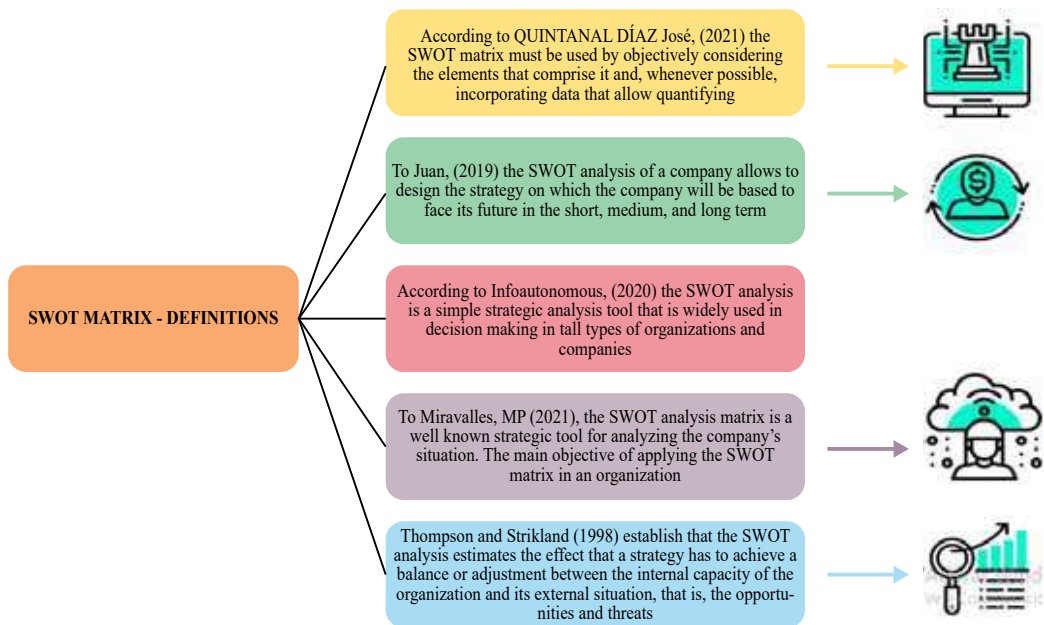 According to QUINTANAL DÍAZ José, (2021) the
SWOT matrix must be used by objectively considering
the elements that comprise it and, whenever possible,
incorporating data that allow quantifying
To Juan, (2019) the SWOT analysis of a company allows to
design the strategy on which the company will be based to
face its future in the short, medium, and long term
SWOT MATRIX - DEFINITIONS
According to Infoautonomous, (2020) the SWOT analysis
is a simple strategic analysis tool that is widely used in
decision making in tall types of organizations and
companies
To Miravalles, MP (2021), the SWOT analysis matrix is a
well known strategic tool for analyzing the company's
situation. The main objective of applying the SWOT
matrix in an organization
Thompson and Strikland (1998) establish that the SWOT
analysis estimates the effect that a strategy has to achieve a
balance or adjustment between the internal capacity of the
organization and its external situation, that is, the opportu-
nities and threats
$